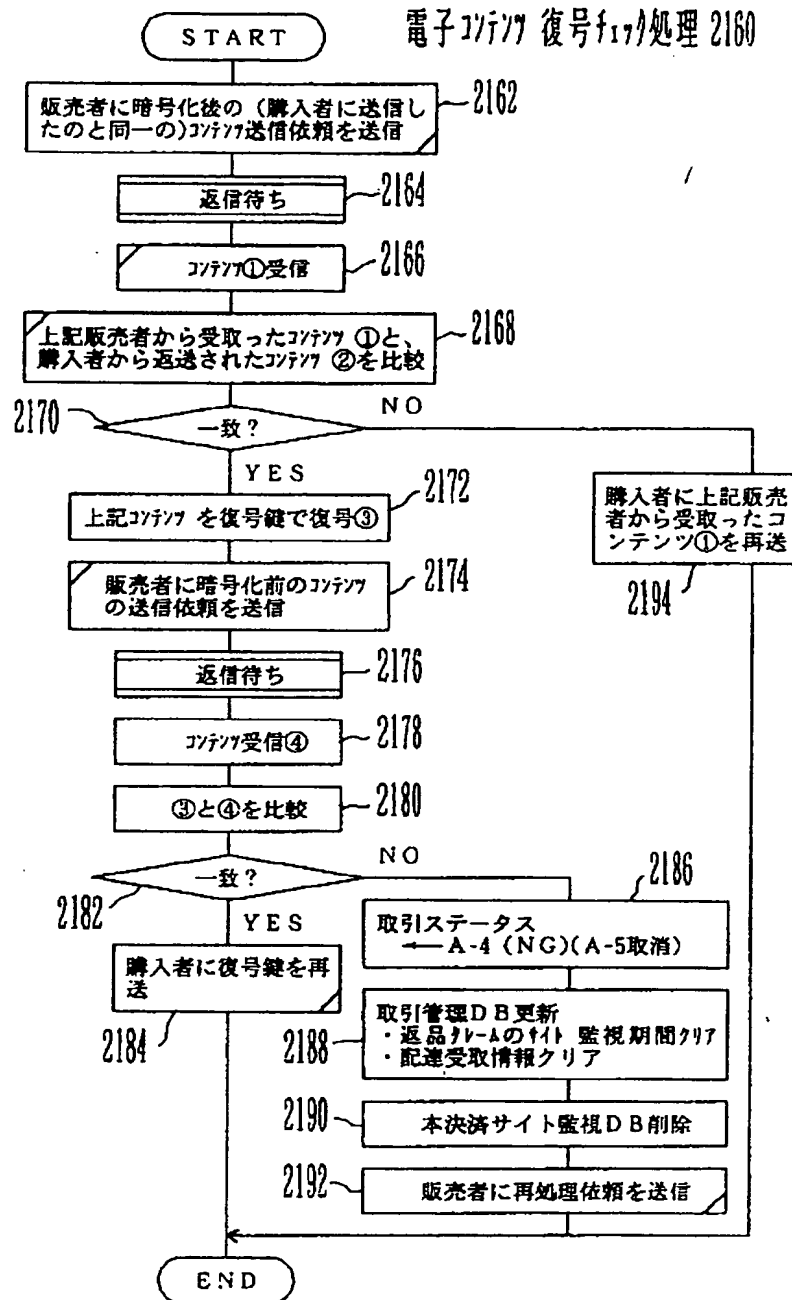 電子コンテンツ 復号チェック処理 2160
START
販売者に暗号化後の (購入者に送信し
たのと同一の)コンテンツ送信依頼を送信
2162
返信待ち
2164
コンテンツ①受信
2166
上記販売者から受取ったコンテンツ ①と、
購入者から返送されたコンテンツ ②を比較
2168
2170
一致?
NO
YES
上記コンテンツ を復号鍵で復号③
2172
購入者に上記販売
者から受取ったコ
ンテンツ①を再送
2194
販売者に暗号化前のコンテンツ
の送信依頼を送信
2174
返信待ち
2176
コンテンツ受信④
2178
③と④を比較
2180
一致?
2182
NO
YES
購入者に復号鍵を再
送
2184
取引ステータス
←A-4 (NG)(A-5取消)
2186
取引管理DB更新
・返品クレームのサイト 監視期間クリア
・配達受取情報クリア
2188
本決済サイト監視DB削除
2190
販売者に再処理依頼を送信
2192
END